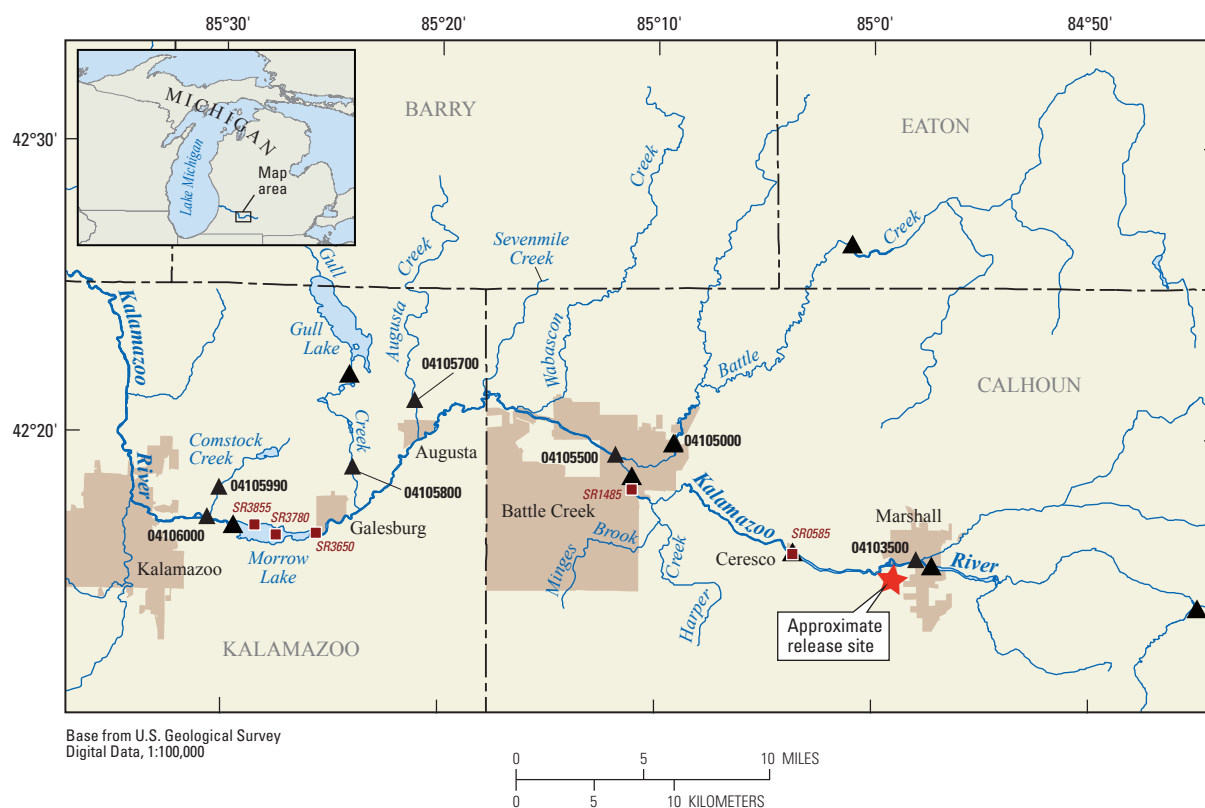 85°30'
85°20'
85°10'
85°0'
84°50'
MICHIGAN
Lake Michigan
Map
area
BARRY
EATON
42°30'
Creek
Creek
Sevenmile
Creek
Creek
Gull
Kalamazoo
Gull
Lake
Augusta
Wabascon
Battle
04105700
CALHOUN
42°20'
Comstock
Creek
Creek
Augusta
04105500
04105000
River
04105990
04105800
SR3855
SR3780
Galesburg
Battle Creek
SR1485
Kalamazoo
Marshall
04106000
SR3650
Brook
SR0585
04103500
Morrow
Lake
Kalamazoo
Minges
Creek
Ceresco
River
Harper
Approximate
release site
KALAMAZOO
Base from U.S. Geological Survey
Digital Data, 1:100,000
0 5 10 MILES
0 5 10 KILOMETERS